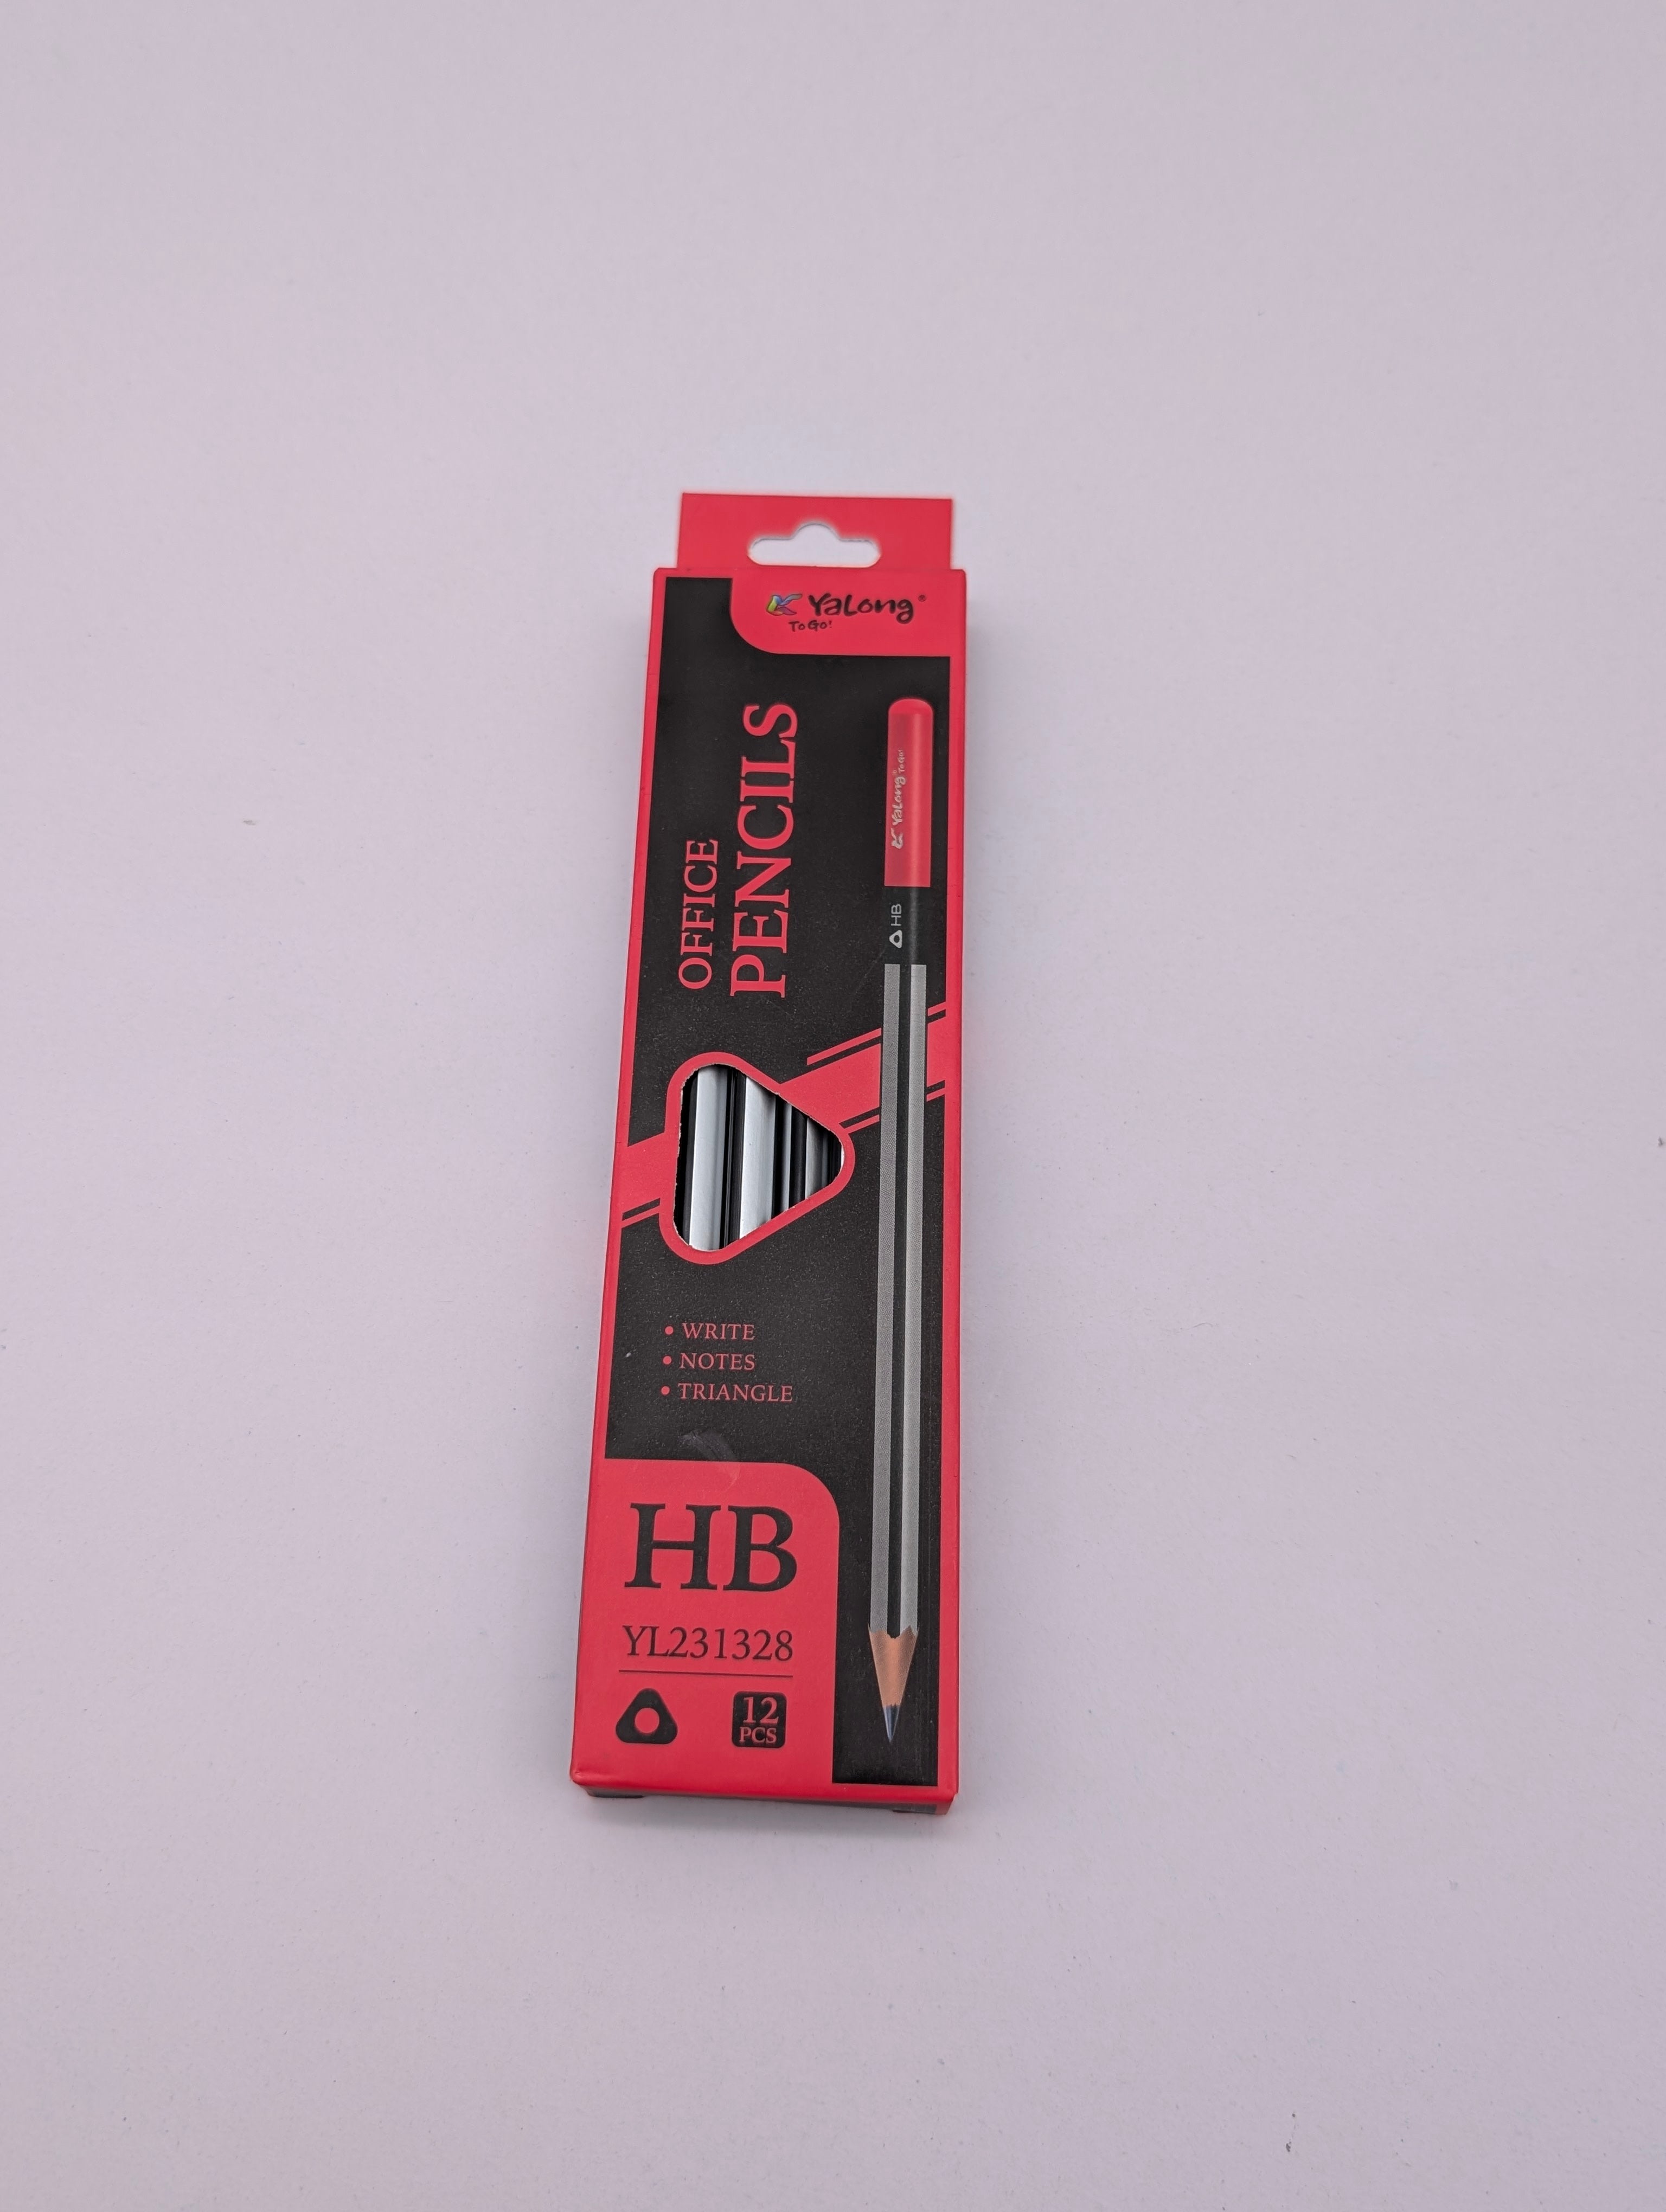 YaLong®
To Go!
OFFICE
PENCILS
YaLong® To Go!
HB
• WRITE
• NOTES
• TRIANGLE
HB
YL231328
12
PCS